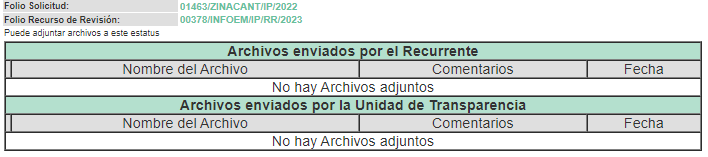 Folio Solicitud: 01463/ZINACANT/IP/2022
Folio Recurso de Revisión: 00378/INFOEM/IP/RR/2023
Puede adjuntar archivos a este estatus
Archivos enviados por el Recurrente
Nombre del Archivo Comentarios Fecha
No hay Archivos adjuntos
Archivos enviados por la Unidad de Transparencia
Nombre del Archivo Comentarios Fecha
No hay Archivos adjuntos